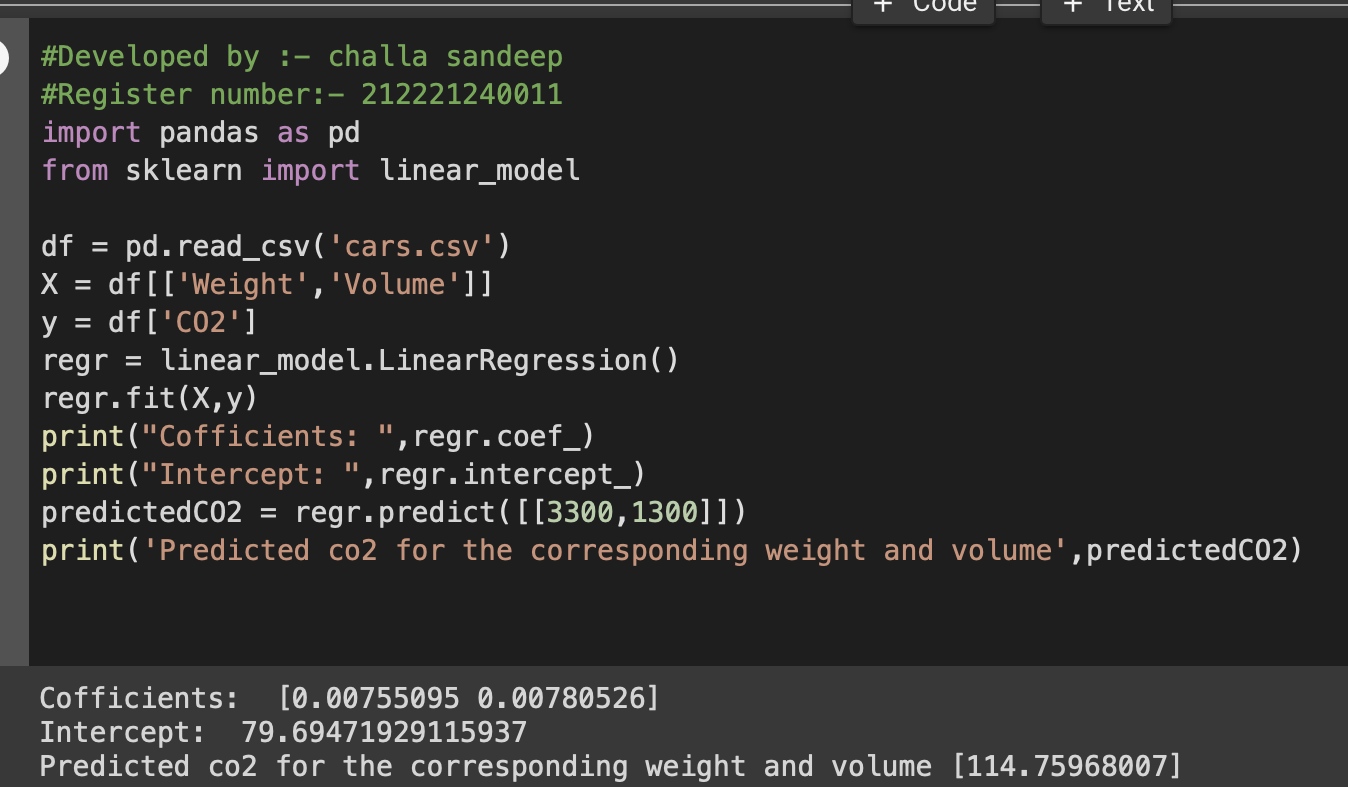 + Code + Text
#Developed by :- challa sandeep
#Register number:- 212221240011
import pandas as pd
from sklearn import linear_model
df = pd.read_csv('cars.csv')
X = df[['Weight','Volume']]
y = df['CO2']
regr = linear_model.LinearRegression()
regr.fit(X,y)
print("Cofficients: ",regr.coef_)
print("Intercept: ",regr.intercept_)
predictedCO2 = regr.predict([[3300,1300]])
print('Predicted co2 for the corresponding weight and volume',predictedCO2)
Cofficients:  [0.00755095 0.00780526]
Intercept:  79.69471929115937
Predicted co2 for the corresponding weight and volume [114.75968007]